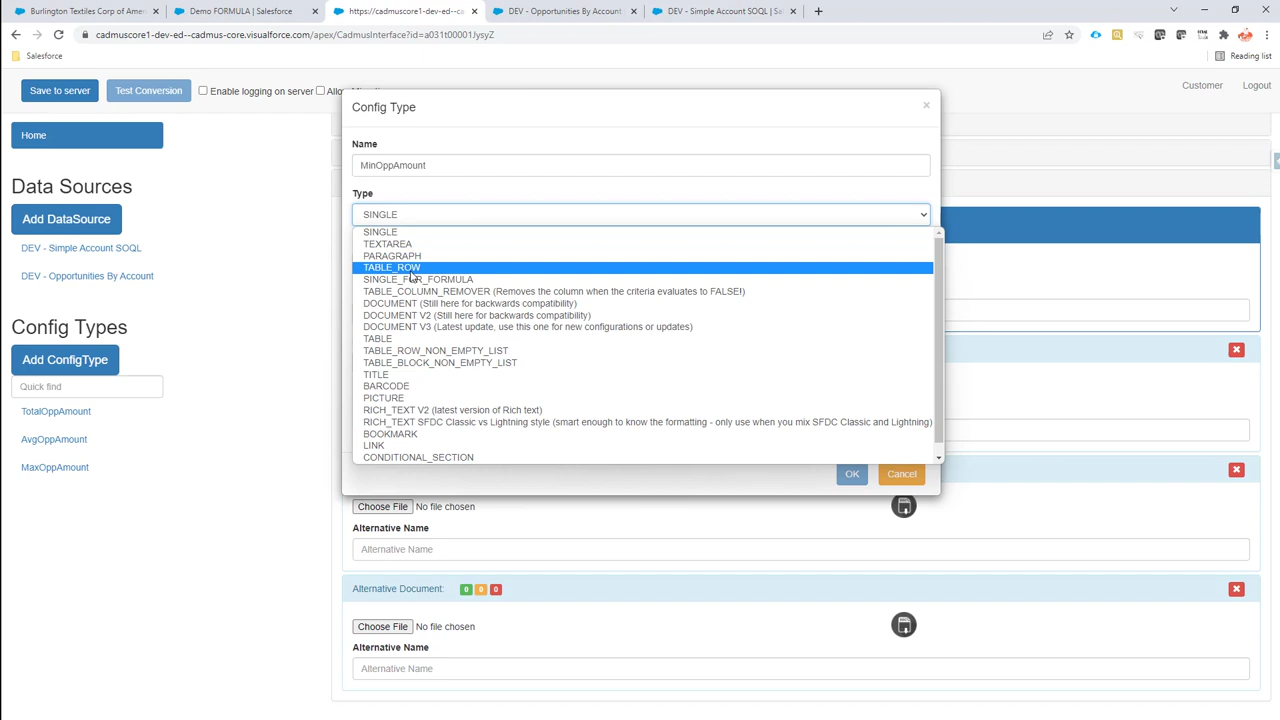 Burlington Textiles Corp of Amer
Demo FORMULA | Salesforce
https://cadmuscore1-dev-ed--ca
DEV - Opportunities By Account
DEV - Simple Account SOQL | Sa
cadmuscore1-dev-ed--cadmus-core.visualforce.com/apex/CadmusInterface?id=a031t00001JysyZ
Salesforce
Reading list
Save to server
Test Conversion
Enable logging on server
Customer
Logout
Config Type
Home
Name
MinOppAmount
Data Sources
Type
Add DataSource
SINGLE
SINGLE
TEXTAREA
DEV - Simple Account SOQL
PARAGRAPH
TABLE_ROW
DEV - Opportunities By Account
SINGLE_FOR_FORMULA
TABLE_COLUMN_REMOVER (Removes the column when the criteria evaluates to FALSE!)
DOCUMENT (Still here for backwards compatibility)
DOCUMENT V2 (Still here for backwards compatibility)
Config Types
DOCUMENT V3 (Latest update, use this one for new configurations or updates)
TABLE
TABLE_ROW_NON_EMPTY_LIST
Add ConfigType
TABLE_BLOCK_NON_EMPTY_LIST
TITLE
Quick find
BARCODE
PICTURE
TotalOppAmount
RICH_TEXT V2 (latest version of Rich text)
RICH_TEXT SFDC Classic vs Lightning style (smart enough to know the formatting - only use when you mix SFDC Classic and Lightning)
AvgOppAmount
BOOKMARK
LINK
CONDITIONAL_SECTION
MaxOppAmount
OK
Cancel
Choose File No file chosen
Alternative Name
Alternative Name
Alternative Document: 0 0 0
Choose File No file chosen
Alternative Name
Alternative Name